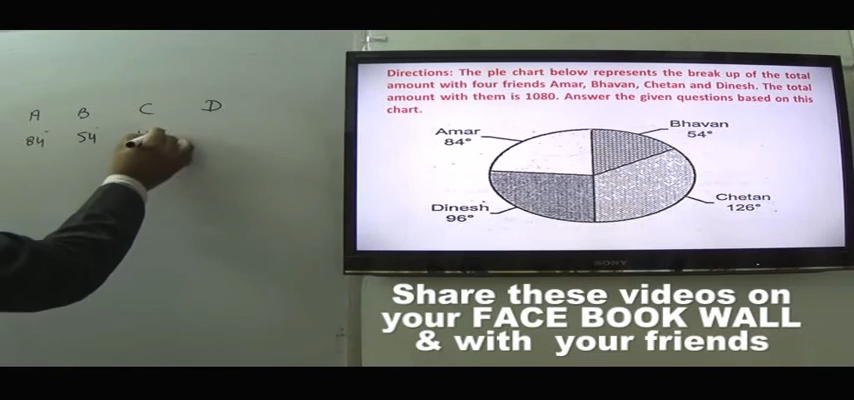 A B C D
84° 54°
Directions: The pie chart below represents the break up of the total
amount with four friends Amar, Bhavan, Chetan and Dinesh. The total
amount with them is 1080. Answer the given questions based on this
chart.
Amar
84°
Bhavan
54°
Chetan
126°
Dinesh
96°
SONY
Share these videos on
your FACE BOOK WALL
& with your friends